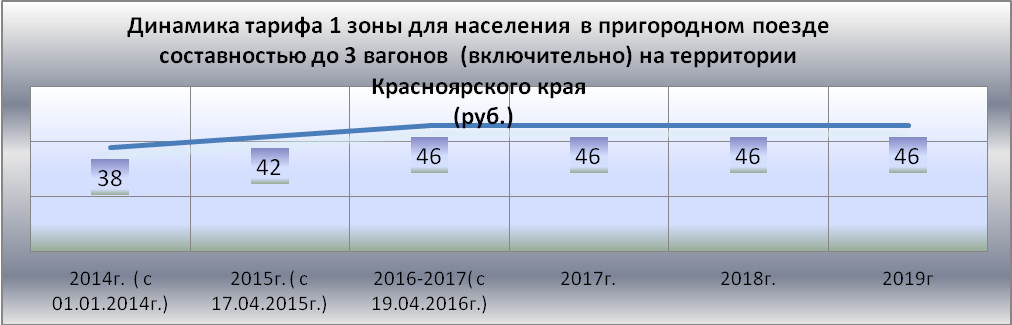 Динамика тарифа 1 зоны для населения в пригородном поезде
составностью до 3 вагонов (включительно) на территории
Красноярского края
(руб.)
38
42
46
46
46
46
2014г. ( с
01.01.2014г.)
2015г. ( с
17.04.2015г.)
2016-2017( с
19.04.2016г.)
2017г.
2018г.
2019г